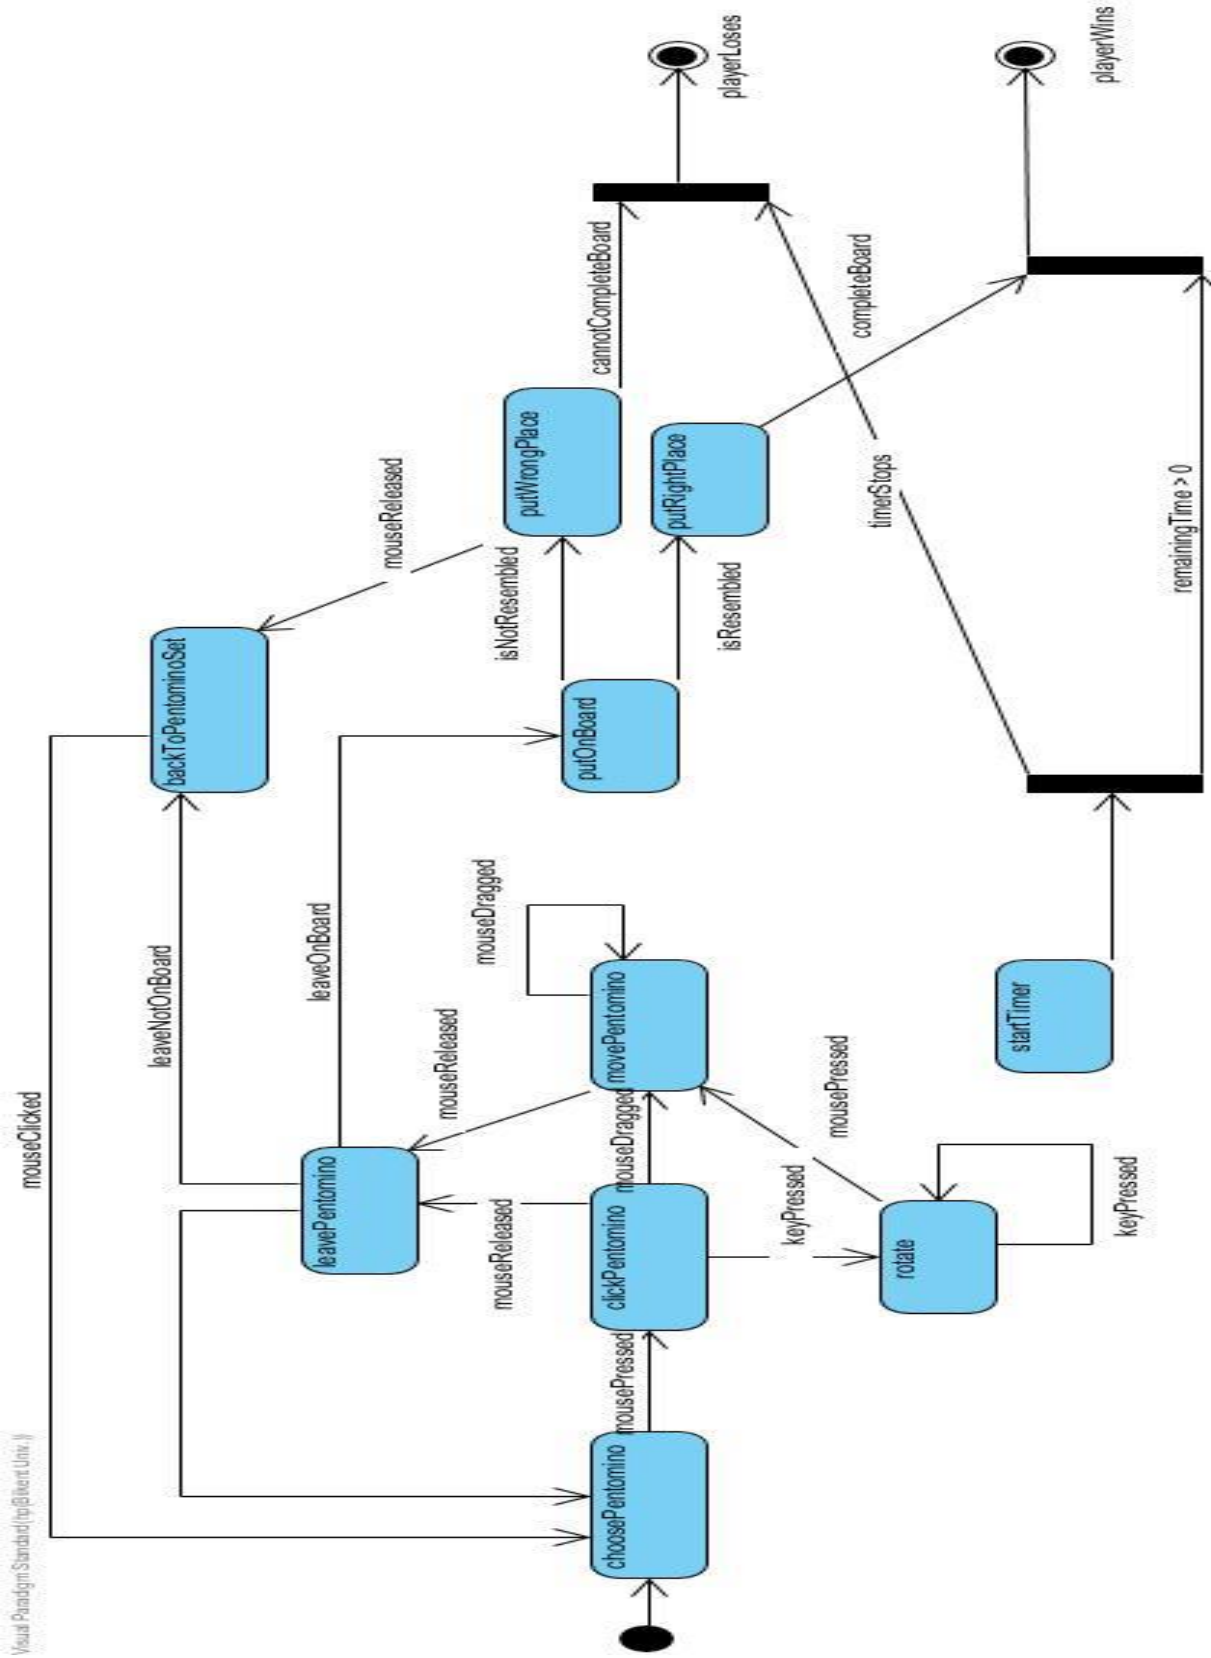 Visual Paradigm Standard(hp(Bilkent Univ.))
mouseClicked
leaveNotOnBoard
backToPentominoSet
leaveOnBoard
leavePentomino
mouseReleased
mouseReleased
mouseReleased
mouseDragged
isNotResembled
putWrongPlace
cannotCompleteBoard
choosePentomino
mousePressed
clickPentomino
mouseDragged
movePentomino
putOnBoard
isResembled
putRightPlace
playerLoses
keyPressed
mousePressed
timerStops
completeBoard
rotate
startTimer
keyPressed
remainingTime > 0
playerWins